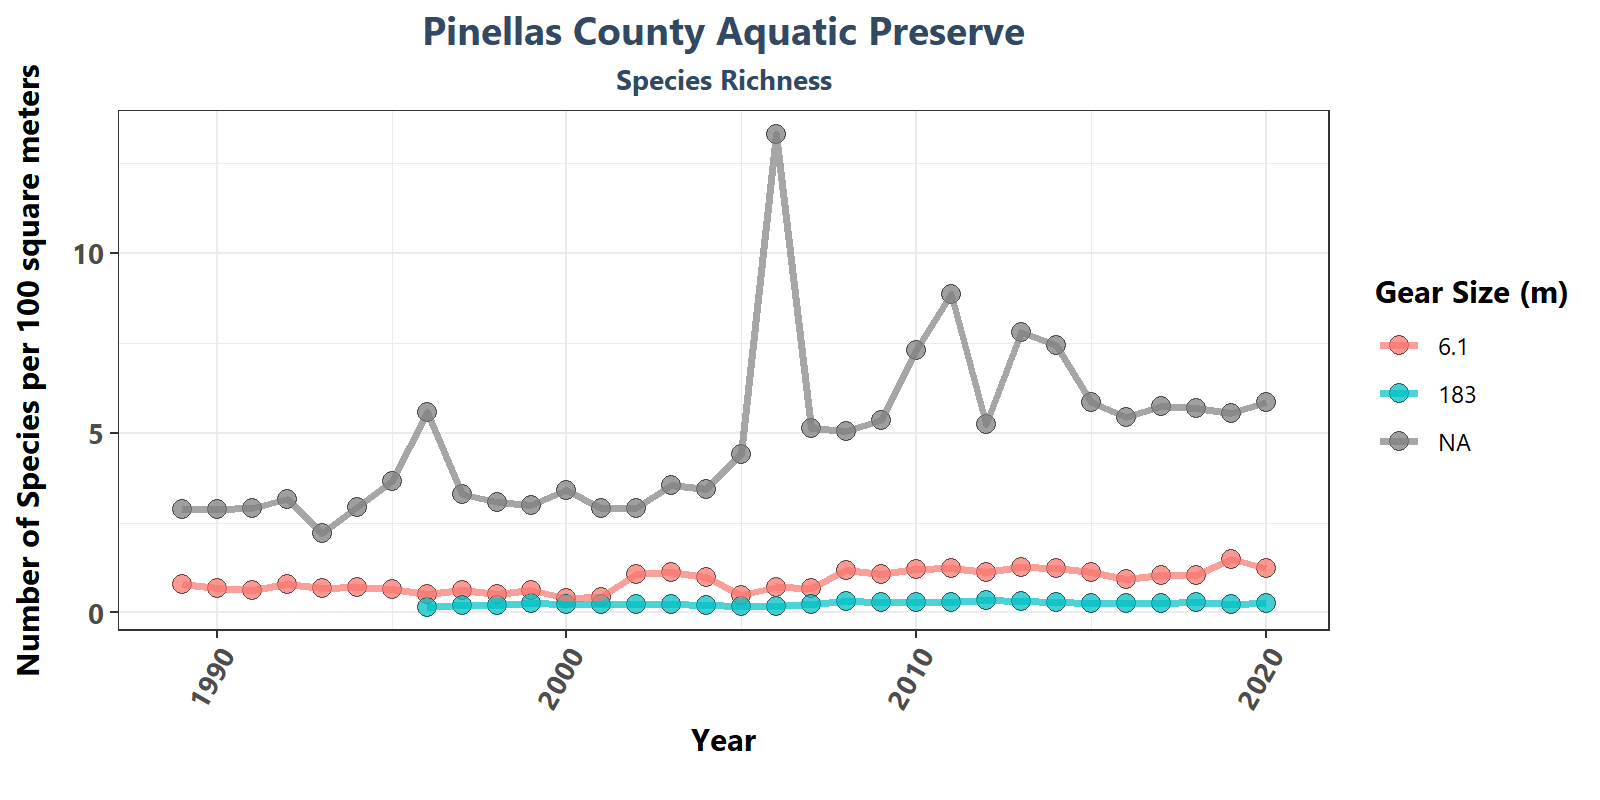 Pinellas County Aquatic Preserve
Species Richness
Number of Species per 100 square meters
10
5
0
1990
2000
2010
2020
Year
Gear Size (m)
6.1
183
NA